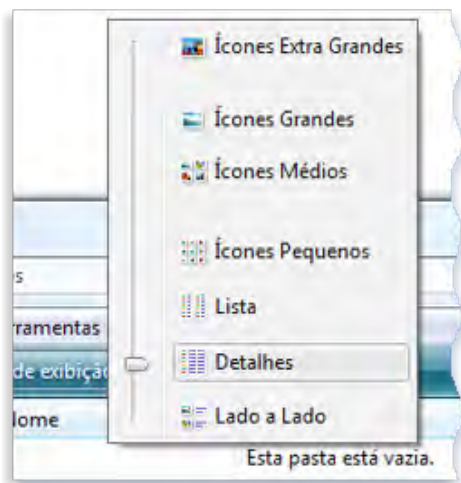 Ícones Extra Grandes
Ícones Grandes
Ícones Médios
Ícones Pequenos
s
Lista
rramentas
Detalhes
de exibiçã
Nome
Lado a Lado
Esta pasta está vazia.